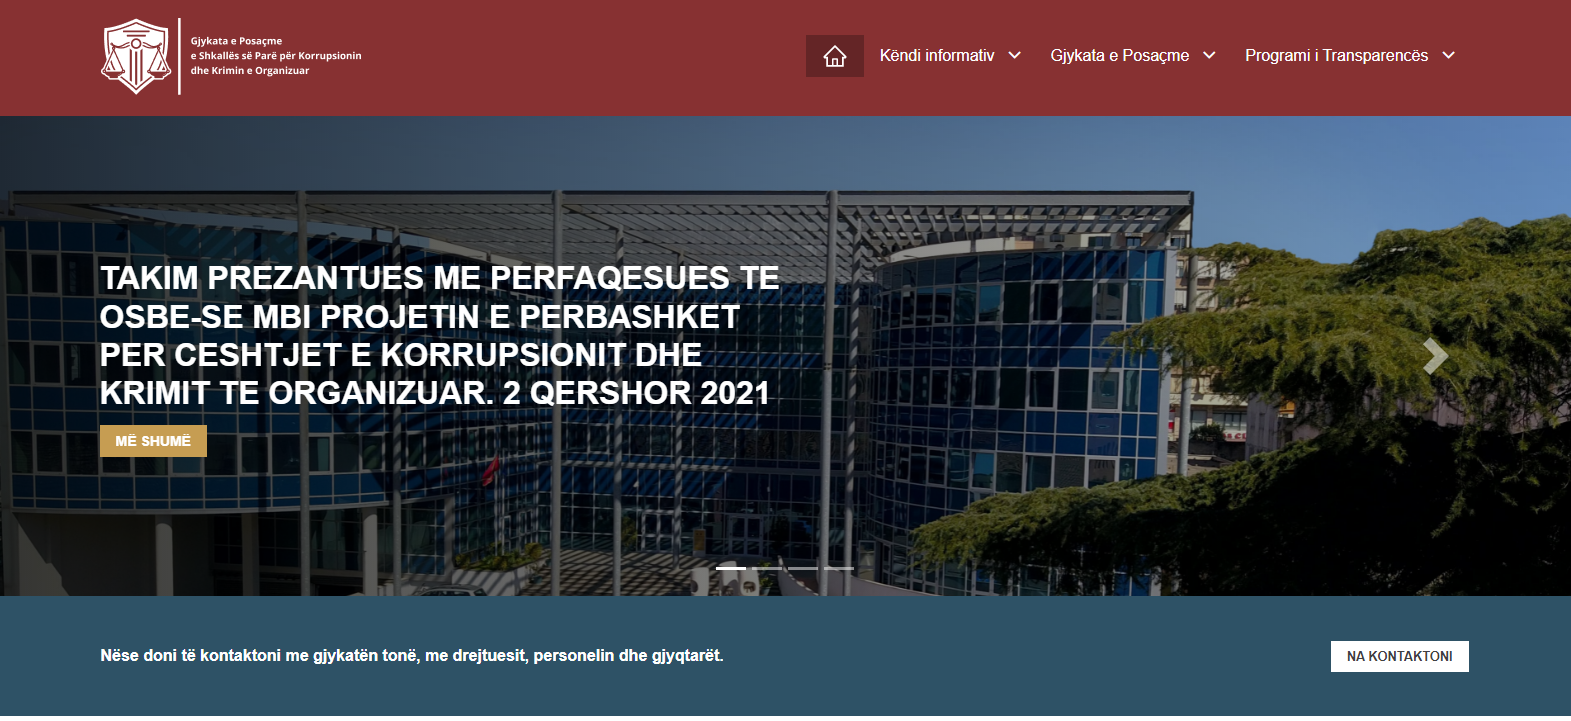 Gjykata e Posaçme
e Shkallës së Parë për Korrupsionin
dhe Krimin e Organizuar
Këndi informativ
Gjykata e Posaçme
Programi i Transparencës
TAKIM PREZANTUES ME PERFAQESUES TE
OSBE-SE MBI PROJETIN E PERBASHKET
PER CESHTJET E KORRUPSIONIT DHE
KRIMIT TE ORGANIZUAR. 2 QERSHOR 2021
MË SHUMË
Nëse doni të kontaktoni me gjykatën tonë, me drejtuesit, personelin dhe gjyqtarët.
NA KONTAKTONI